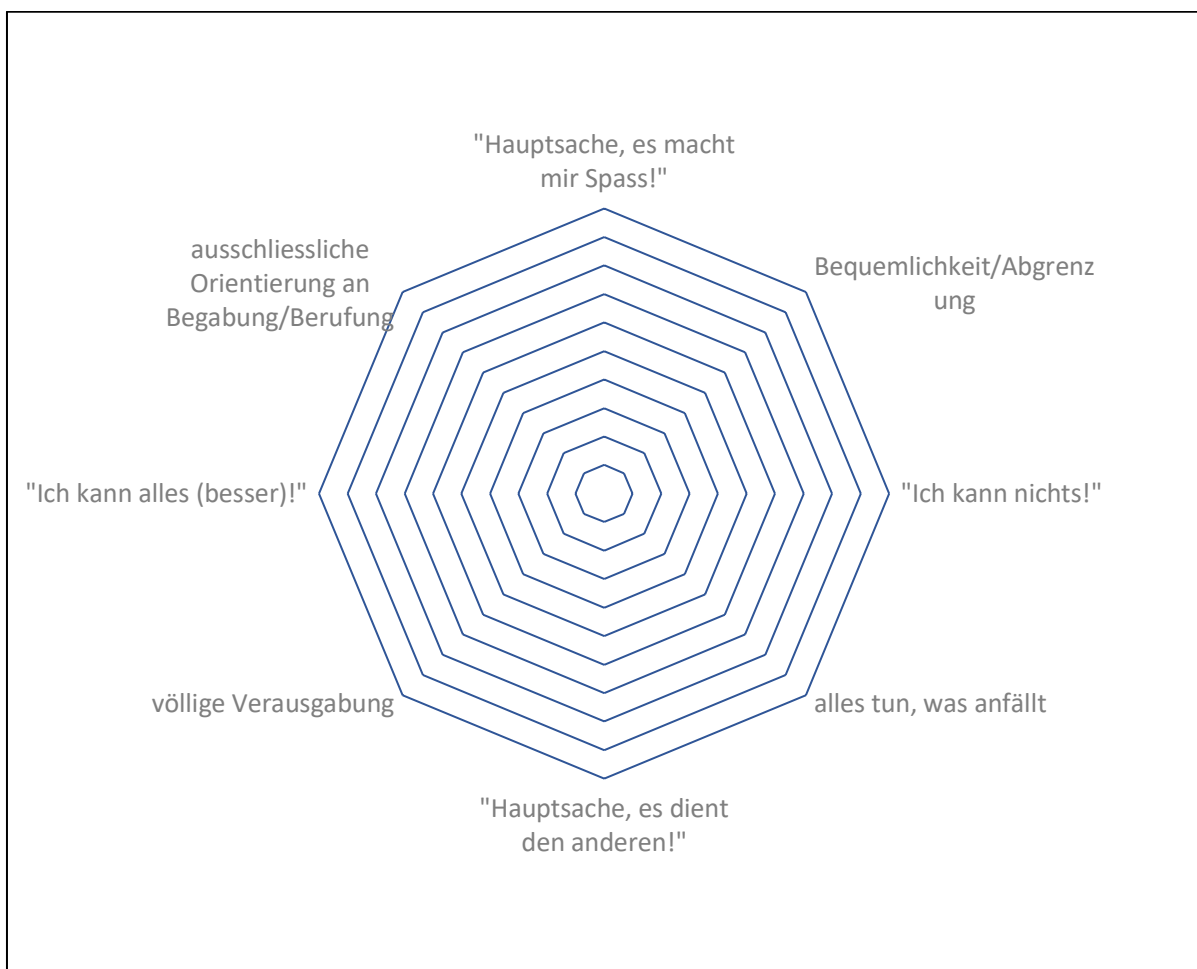 "Hauptsache, es macht
mir Spass!"
ausschliessliche
Orientierung an
Begabung/Berufung
Bequemlichkeit/Abgrenz
ung
"Ich kann alles (besser)!"
"Ich kann nichts!"
völlige Verausgabung
alles tun, was anfällt
"Hauptsache, es dient
den anderen!"